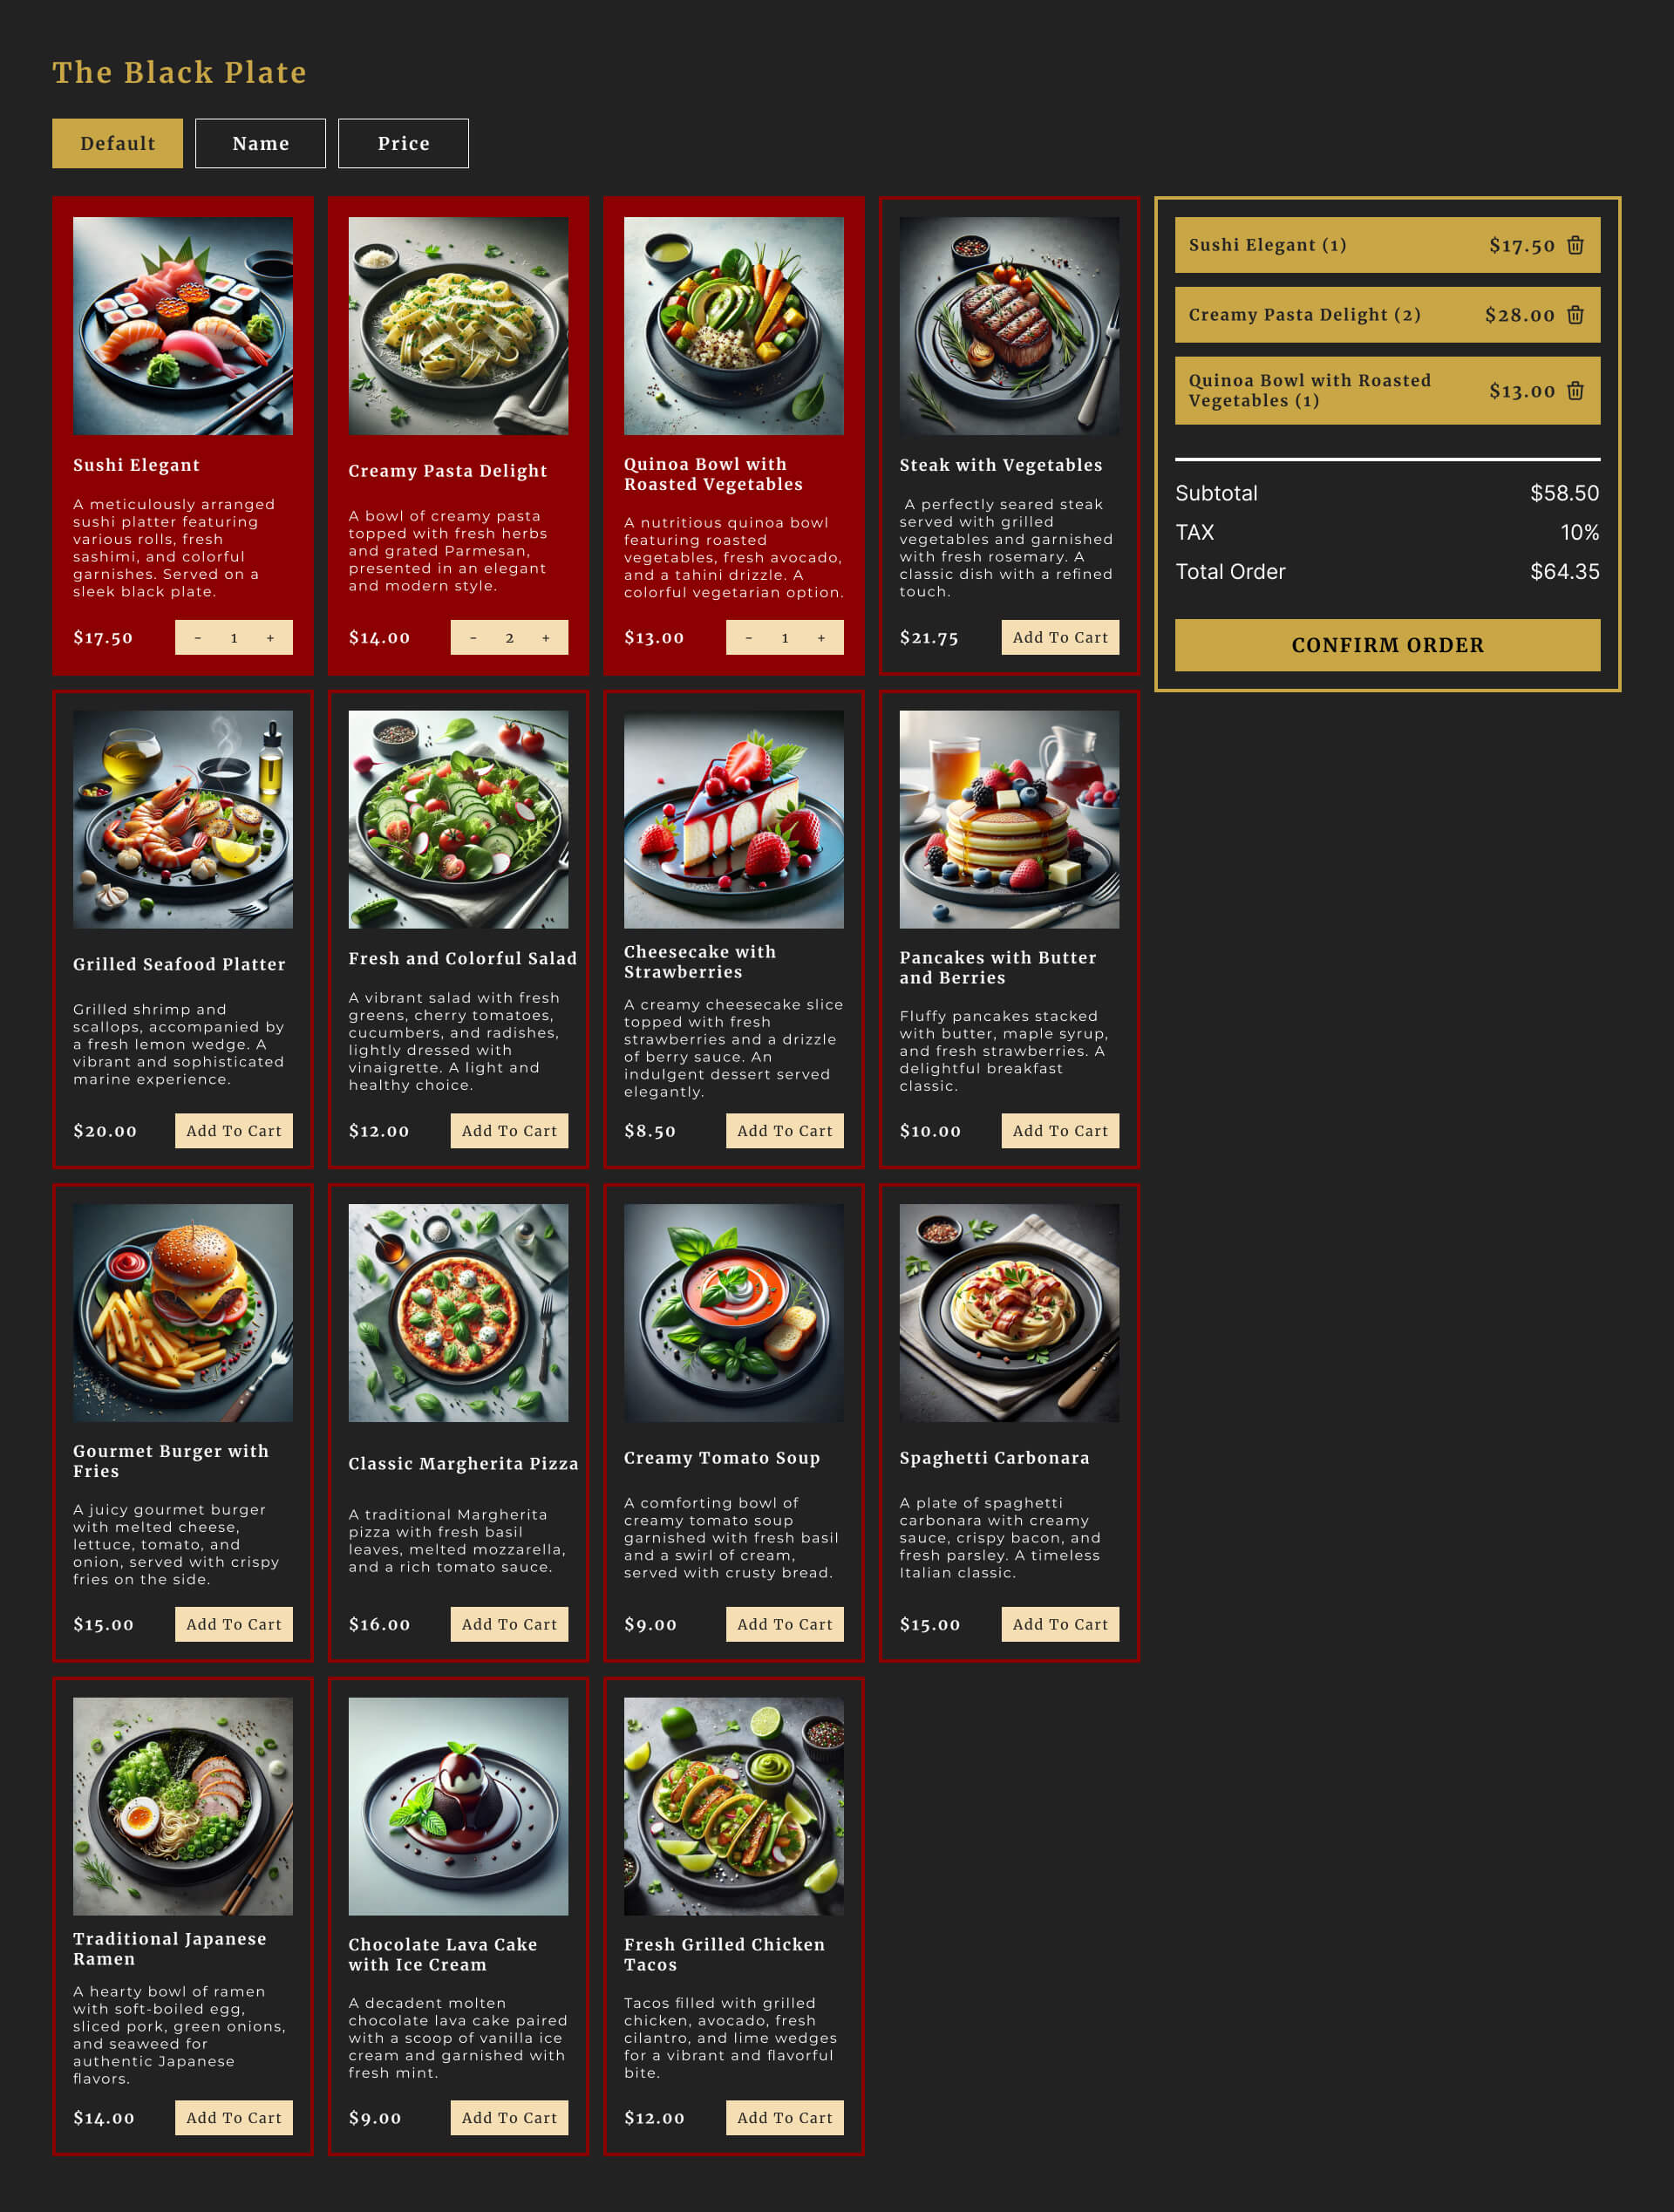 The Black Plate
Default
Name
Price
Sushi Elegant
A meticulously arranged
sushi platter featuring
various rolls, fresh
sashimi, and colorful
garnishes. Served on a
sleek black plate.
$17.50
- 1 +
Creamy Pasta Delight
A bowl of creamy pasta
topped with fresh herbs
and grated Parmesan,
presented in an elegant
and modern style.
$14.00
- 2 +
Quinoa Bowl with
Roasted Vegetables
A nutritious quinoa bowl
featuring roasted
vegetables, fresh avocado,
and a tahini drizzle. A
colorful vegetarian option.
$13.00
- 1 +
Steak with Vegetables
A perfectly seared steak
served with grilled
vegetables and garnished
with fresh rosemary. A
classic dish with a refined
touch.
$21.75
Add To Cart
Sushi Elegant (1)
$17.50
Creamy Pasta Delight (2)
$28.00
Quinoa Bowl with Roasted
Vegetables (1)
$13.00
Subtotal
$58.50
TAX
10%
Total Order
$64.35
CONFIRM ORDER
Grilled Seafood Platter
Grilled shrimp and
scallops, accompanied by
a fresh lemon wedge. A
vibrant and sophisticated
marine experience.
$20.00
Add To Cart
Fresh and Colorful Salad
A vibrant salad with fresh
greens, cherry tomatoes,
cucumbers, and radishes,
lightly dressed with
vinaigrette. A light and
healthy choice.
$12.00
Add To Cart
Cheesecake with
Strawberries
A creamy cheesecake slice
topped with fresh
strawberries and a drizzle
of berry sauce. An
indulgent dessert served
elegantly.
$8.50
Add To Cart
Pancakes with Butter
and Berries
Fluffy pancakes stacked
with butter, maple syrup,
and fresh strawberries. A
delightful breakfast
classic.
$10.00
Add To Cart
Gourmet Burger with
Fries
A juicy gourmet burger
with melted cheese,
lettuce, tomato, and
onion, served with crispy
fries on the side.
$15.00
Add To Cart
Classic Margherita Pizza
A traditional Margherita
pizza with fresh basil
leaves, melted mozzarella,
and a rich tomato sauce.
$16.00
Add To Cart
Creamy Tomato Soup
A comforting bowl of
creamy tomato soup
garnished with fresh basil
and a swirl of cream,
served with crusty bread.
$9.00
Add To Cart
Spaghetti Carbonara
A plate of spaghetti
carbonara with creamy
sauce, crispy bacon, and
fresh parsley. A timeless
Italian classic.
$15.00
Add To Cart
Traditional Japanese
Ramen
A hearty bowl of ramen
with soft-boiled egg,
sliced pork, green onions,
and seaweed for
authentic Japanese
flavors.
$14.00
Add To Cart
Chocolate Lava Cake
with Ice Cream
A decadent molten
chocolate lava cake paired
with a scoop of vanilla ice
cream and garnished with
fresh mint.
$9.00
Add To Cart
Fresh Grilled Chicken
Tacos
Tacos filled with grilled
chicken, avocado, fresh
cilantro, and lime wedges
for a vibrant and flavorful
bite.
$12.00
Add To Cart